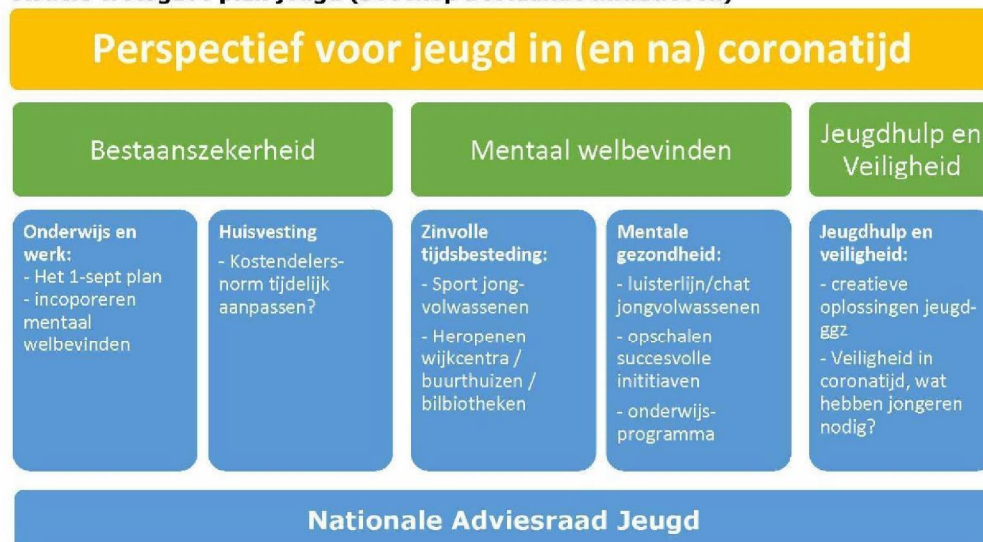 Perspectief voor jeugd in (en na) coronatijd
Bestaanszekerheid
Mentaal welbevinden
Jeugdhulp en
Veiligheid
Onderwijs en
werk:
- Het 1-sept plan
- incoporeren
mentaal
welbevinden
Huisvesting
- Kostendelers-
norm tijdelijk
aanpassen?
Zinvolle
tijdsbesteding:
- Sport jong-
volwassenen
- Heropenen
wijkcentra /
buurthuizen /
bilbiotheken
Mentale
gezondheid:
- luisterlijn/chat
jongvolwassenen
- opschalen
succesvolle
inititiaven
- onderwijs-
programma
Jeugdhulp en
veiligheid:
- creatieve
oplossingen jeugd-
ggz
- Veiligheid in
coronatijd, wat
hebben jongeren
nodig?
Nationale Adviesraad Jeugd